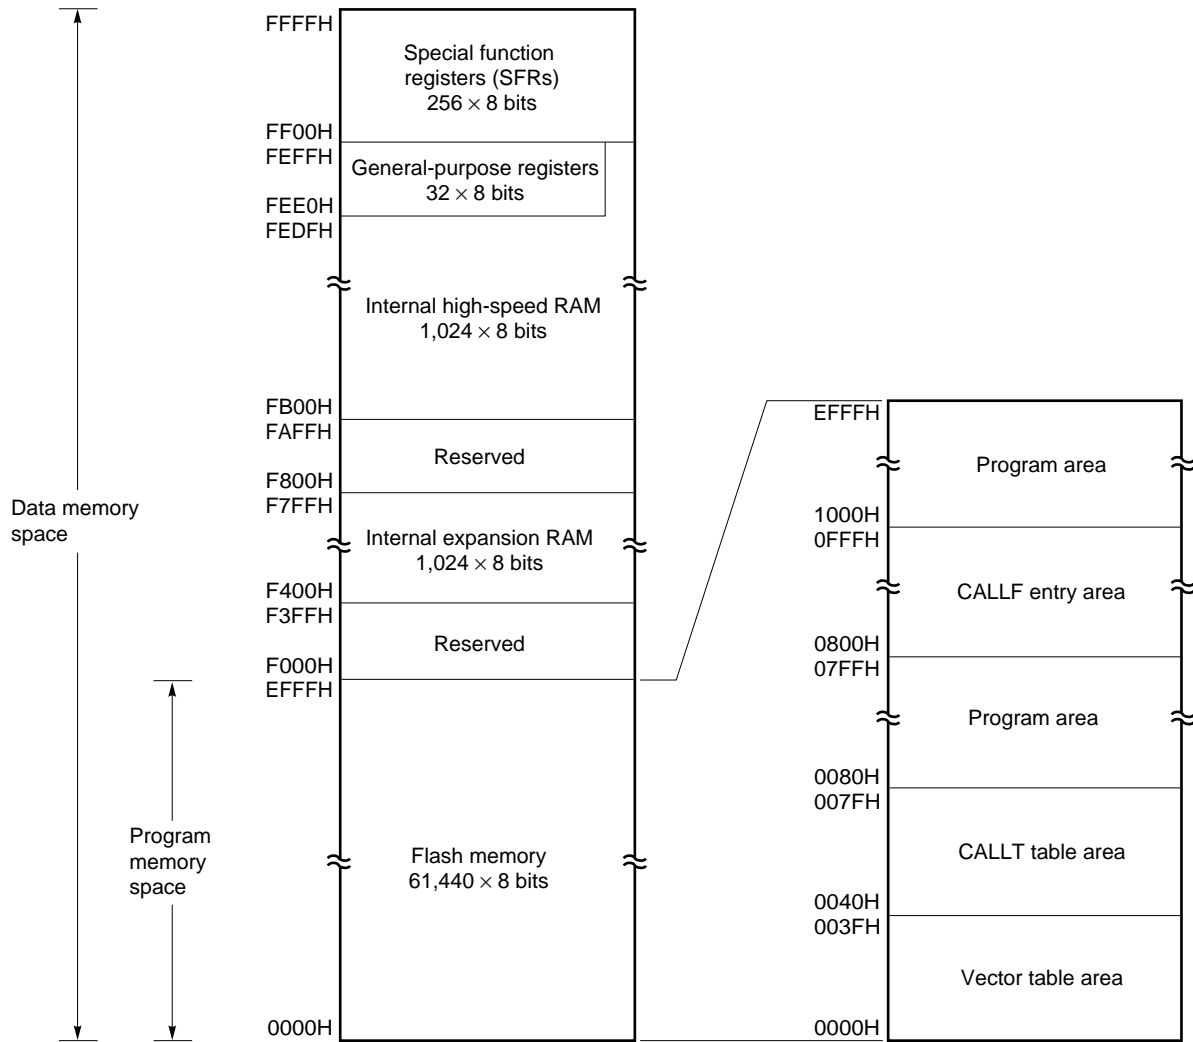 FFFFH
Special function
registers (SFRs)
256 × 8 bits
FF00H
FEFFH
General-purpose registers
32 × 8 bits
FEE0H
FEDFH
Internal high-speed RAM
1,024 × 8 bits
FB00H
FAFFH
Reserved
F800H
F7FFH
Data memory
space
Internal expansion RAM
1,024 × 8 bits
F400H
F3FFH
Reserved
F000H
EFFFH
Program
memory
space
Flash memory
61,440 × 8 bits
0000H
EFFFH
Program area
1000H
0FFFH
CALLF entry area
0800H
07FFH
Program area
0080H
007FH
CALLT table area
0040H
003FH
Vector table area
0000H